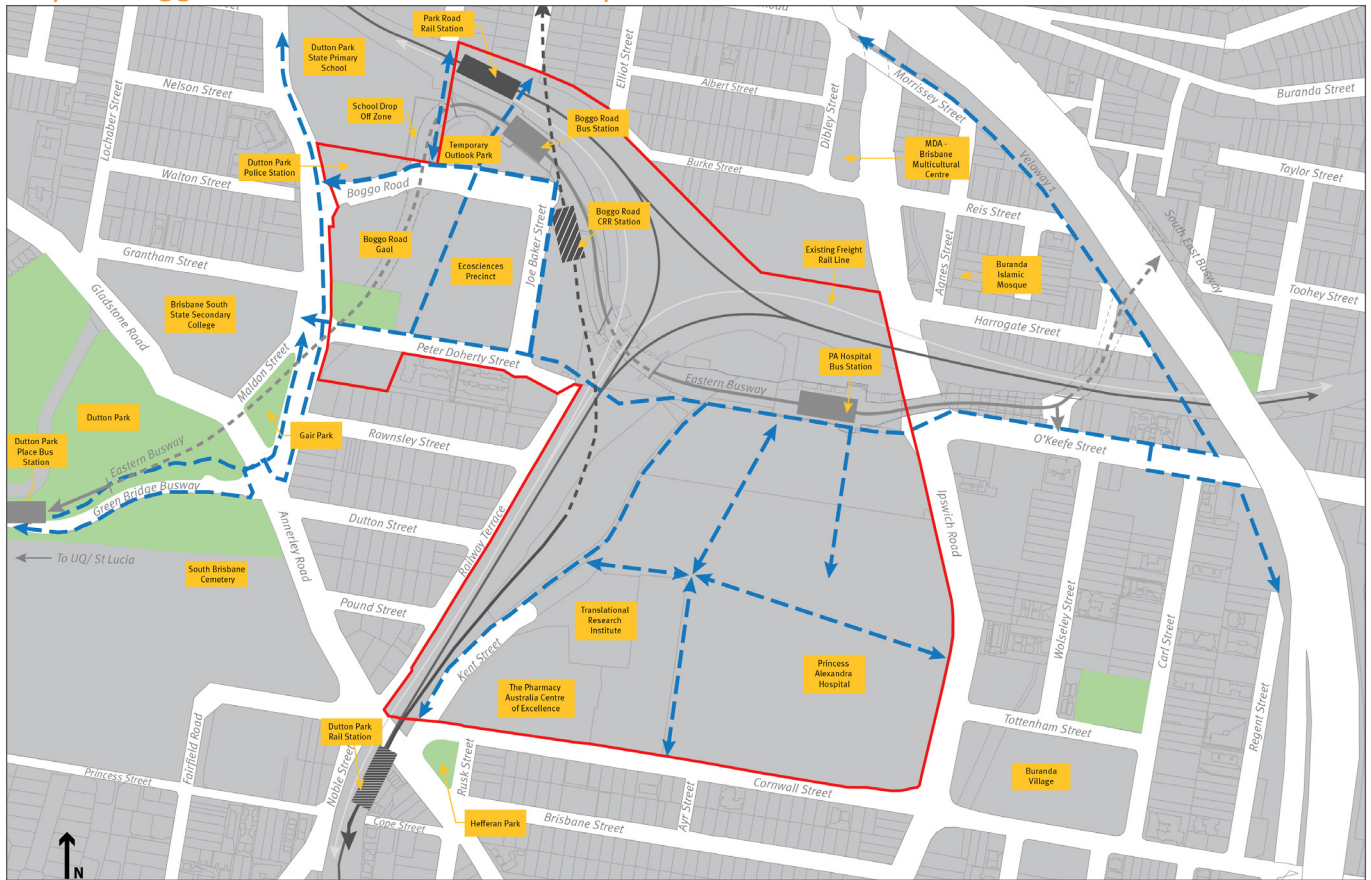 Park Road
Rail Station
Dutton Park
State Primary
School
Elliot Street
Albert Street
Dibley Street
Morrissey Street
Buranda Street
Lochaber Street
Nelson Street
School Drop
Off Zone
Boggo Road
Bus Station
Temporary
Outlook Park
MDA -
Brisbane
Multicultural
Centre
Veloway 1
Taylor Street
Dutton Park
Police Station
Walton Street
Boggo Road
Burke Street
Reis Street
South East Busway
Boggo Road
CRR Station
Joe Baker Street
Boggo Road
Gaol
Ecosciences
Precinct
Existing Freight
Rail Line
Agnes Street
Buranda
Islamic
Mosque
Toohey Street
Grantham Street
Gladstone Road
Brisbane South
State Secondary
College
Harrogate Street
Maldon Street
Peter Doherty Street
PA Hospital
Bus Station
Eastern Busway
Dutton Park
Gair Park
Rawnsley Street
O'Keefe Street
Dutton Park
Place Bus
Station
Eastern Busway
Green Bridge Busway
Annerley Road
Dutton Street
Railway Terrace
Ipswich Road
To UQ/ St Lucia
South Brisbane
Cemetery
Pound Street
Translational
Research
Institute
Wolseley Street
Carl Street
Regent Street
Kent Street
Princess
Alexandra
Hospital
The Pharmacy
Australia Centre
of Excellence
Fairfield Road
Dutton Park
Rail Station
Tottenham Street
Princess Street
Noble Street
Rusk Street
Ayr Street
Cornwall Street
Buranda
Village
Cope Street
Hefferan Park
Brisbane Street
N